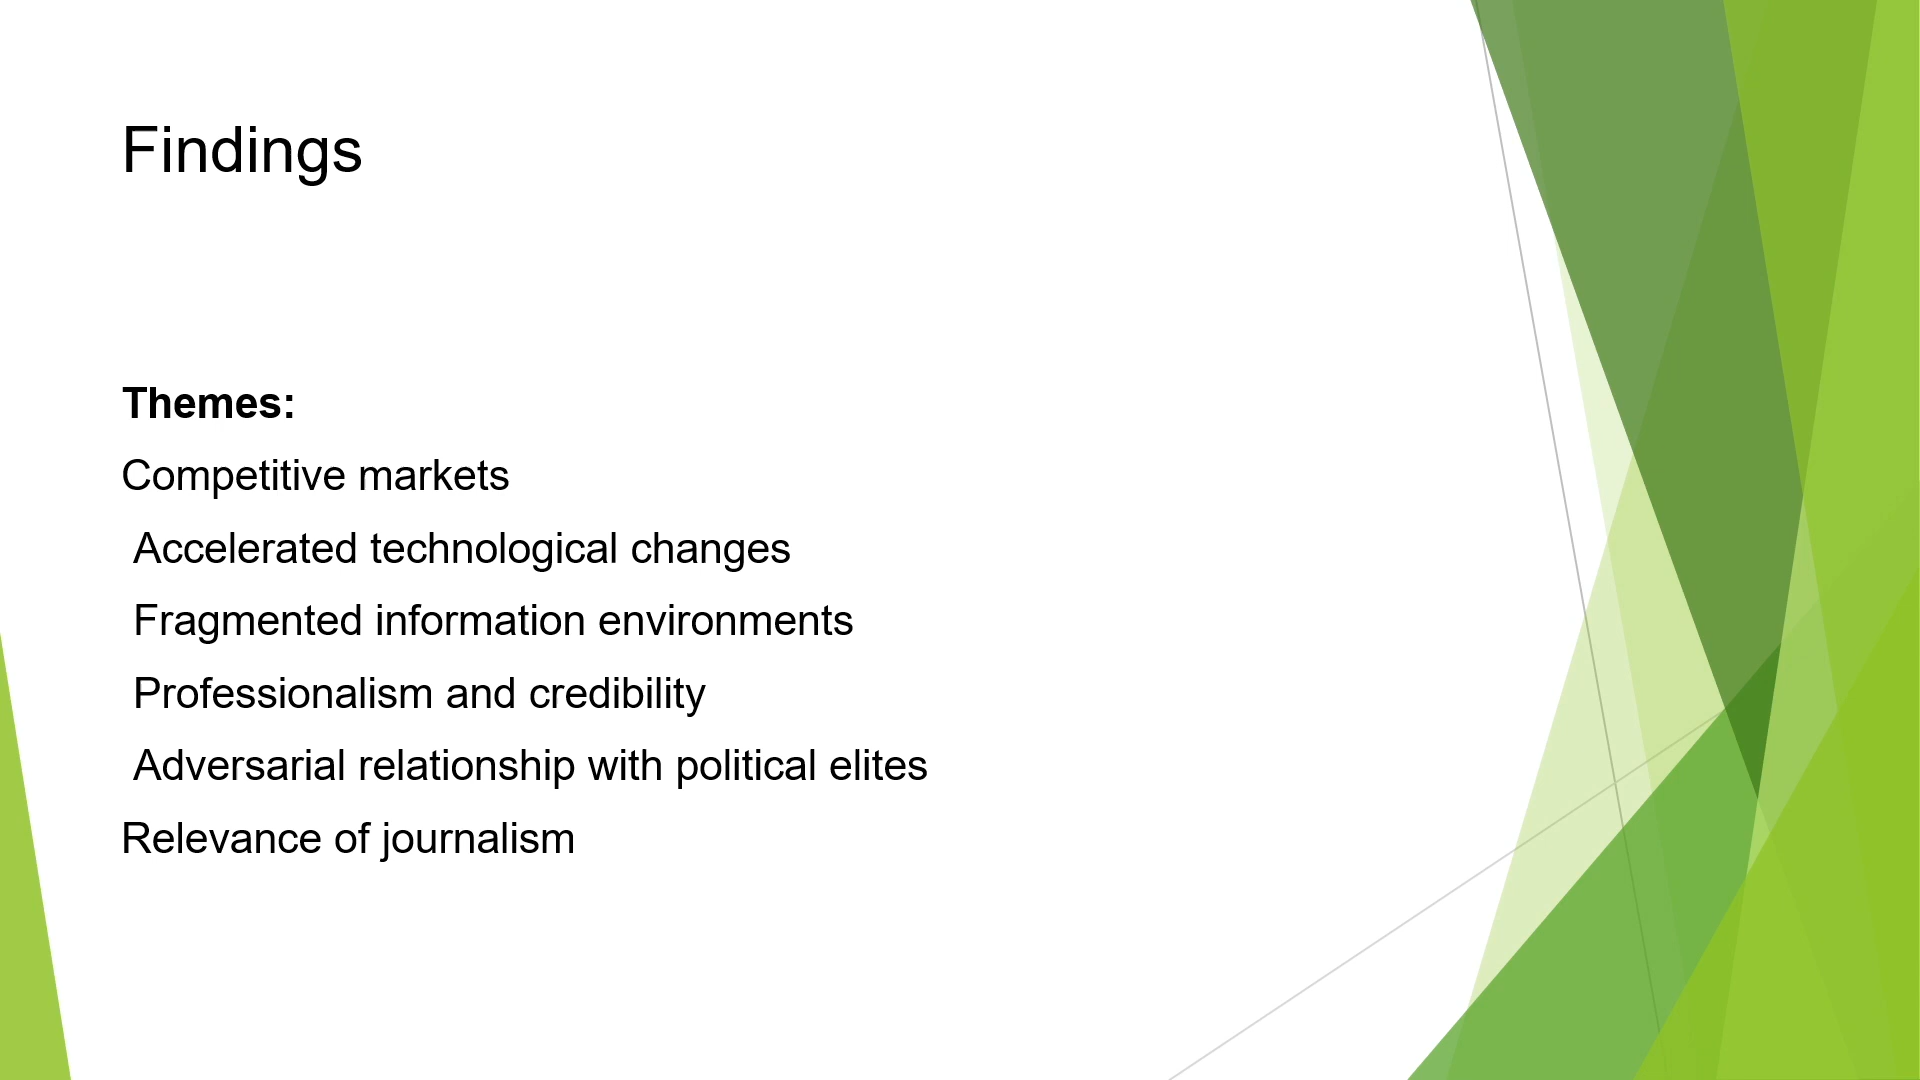 Findings
Themes:
Competitive markets
Accelerated technological changes
Fragmented information environments
Professionalism and credibility
Adversarial relationship with political elites
Relevance of journalism